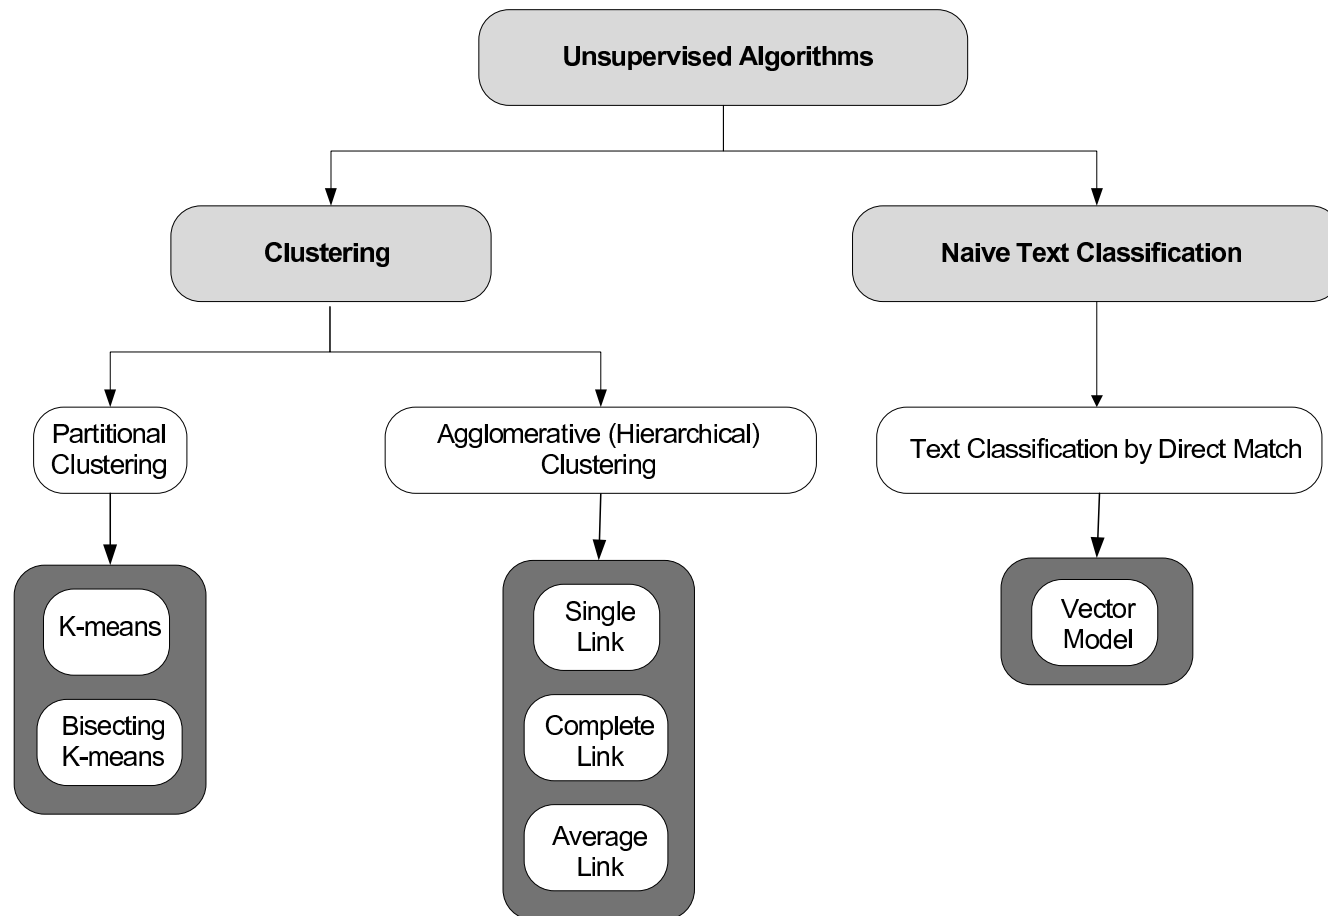 Unsupervised Algorithms
Clustering
Naive Text Classification
Partitional
Clustering
Agglomerative (Hierarchical)
Clustering
Text Classification by Direct Match
K-means
Bisecting
K-means
Single
Link
Complete
Link
Average
Link
Vector
Model